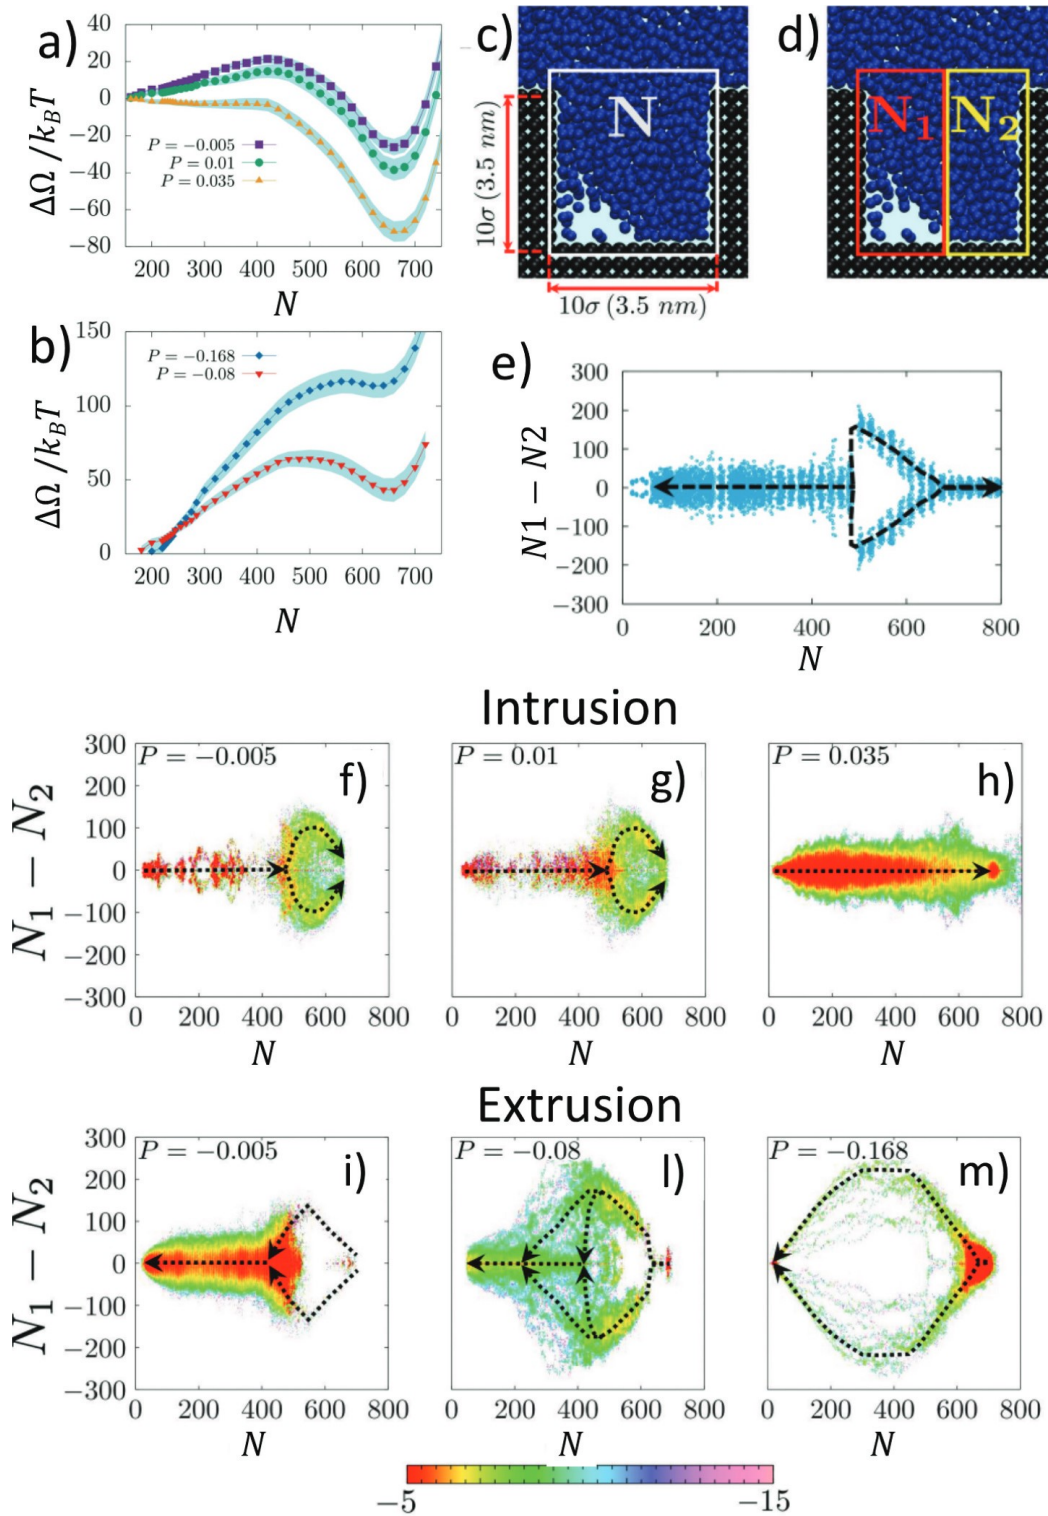 a)
ΔΩ /k_BT
40
20
0
−20
−40
−60
−80
P = −0.005
P = 0.01
P = 0.035
200 300 400 500 600 700
N
c)
N
10σ (3.5 nm)
10σ (3.5 nm)
d)
N₁ N₂
b)
ΔΩ /k_BT
150
100
50
0
P = −0.168
P = −0.08
200 300 400 500 600 700
N
e)
N1 − N2
300
200
100
0
−100
−200
−300
0 200 400 600 800
N
Intrusion
N₁ − N₂
300
200
100
0
−100
−200
−300
P = −0.005
f)
0 200 400 600 800
N
P = 0.01
g)
0 200 400 600 800
N
P = 0.035
h)
0 200 400 600 800
N
Extrusion
N₁ − N₂
300
200
100
0
−100
−200
−300
P = −0.005
i)
0 200 400 600 800
N
P = −0.08
l)
0 200 400 600 800
N
P = −0.168
m)
0 200 400 600 800
N
−5 −15